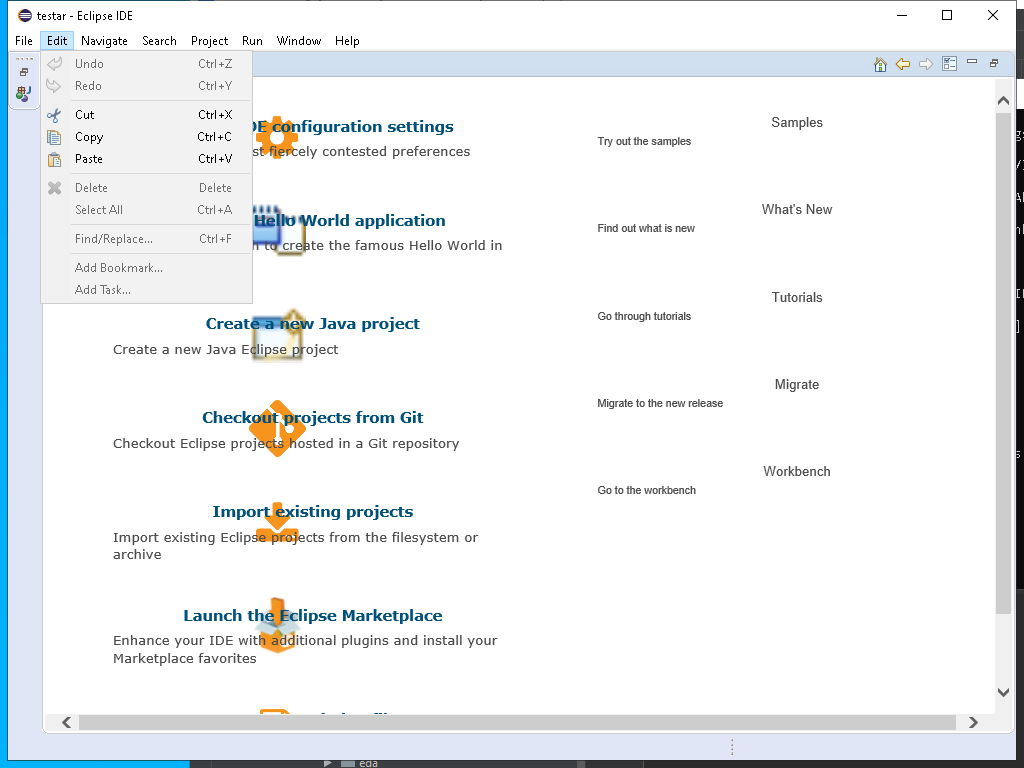 testar - Eclipse IDE
File Edit Navigate Search Project Run Window Help
Undo Ctrl+Z
Redo Ctrl+Y
Cut Ctrl+X
Copy Ctrl+C
Paste Ctrl+V
Delete Delete
Select All Ctrl+A
Find/Replace... Ctrl+F
Add Bookmark...
Add Task...
configuration settings
fiercely contested preferences
Hello World application
to create the famous Hello World in
Create a new Java project
Create a new Java Eclipse project
Checkout projects from Git
Checkout Eclipse projects hosted in a Git repository
Import existing projects
Import existing Eclipse projects from the filesystem or
archive
Launch the Eclipse Marketplace
Enhance your IDE with additional plugins and install your
Marketplace favorites
Samples
Try out the samples
What's New
Find out what is new
Tutorials
Go through tutorials
Migrate
Migrate to the new release
Workbench
Go to the workbench
eda